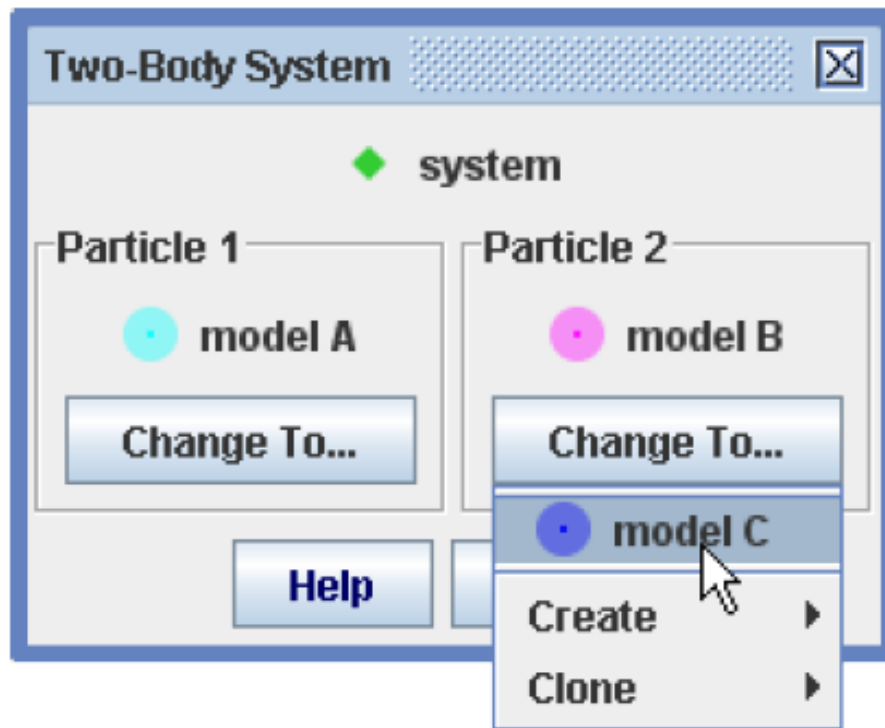 Two-Body System
system
Particle 1
Particle 2
model A
model B
Change To...
Change To...
model C
Help
Create
Clone